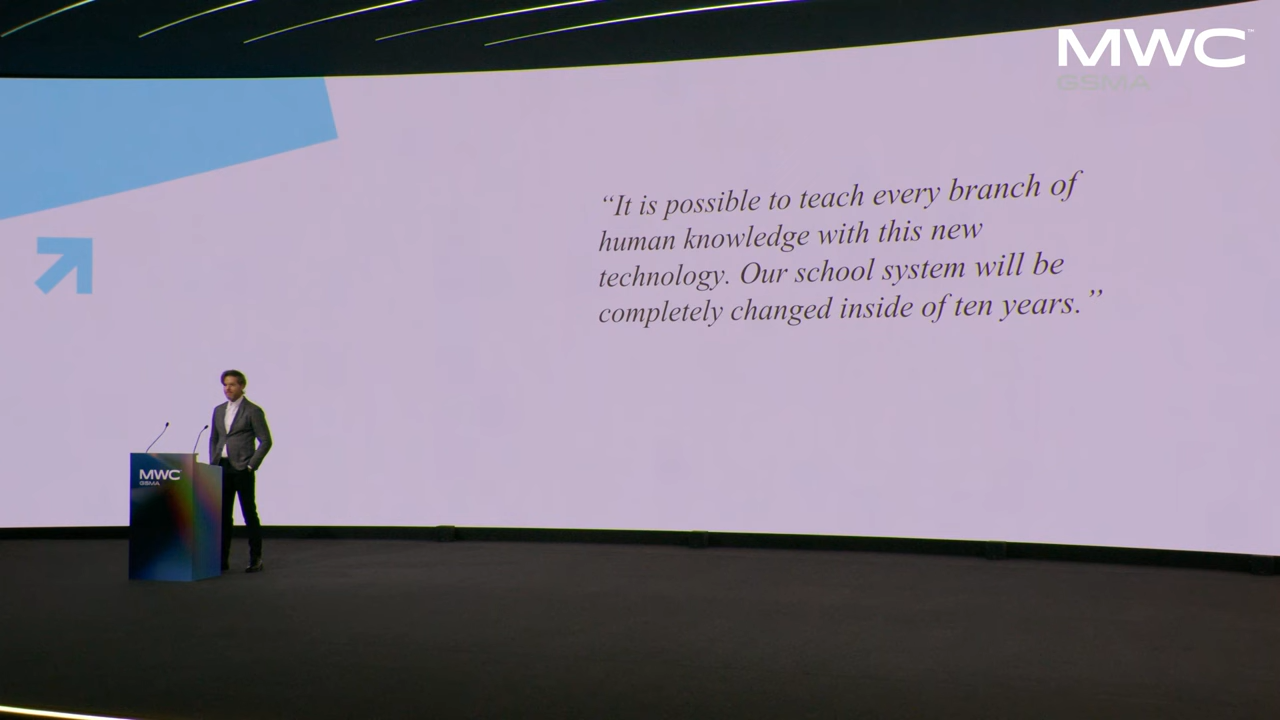 MWC™
GSMA
“It is possible to teach every branch of
human knowledge with this new
technology. Our school system will be
completely changed inside of ten years.”
MWC
GSMA